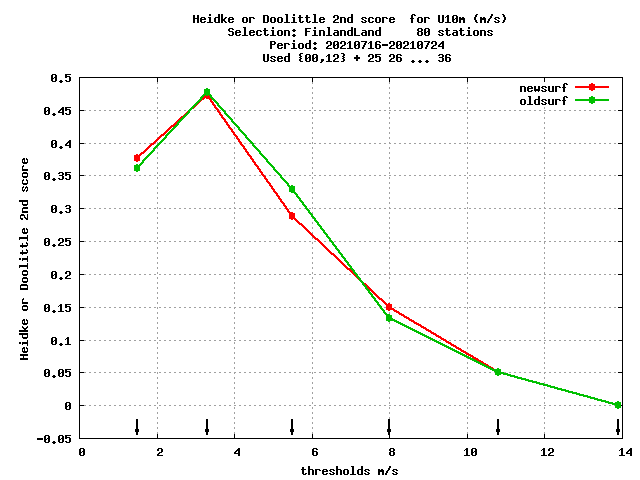 Heidke or Doolittle 2nd score  for U10m (m/s)
Selection: FinlandLand     80 stations
Period: 20210716-20210724
Used {00,12} + 25 26 ... 36
newsurf
oldsurf
0.5
0.45
0.4
0.35
0.3
0.25
0.2
0.15
0.1
0.05
0
-0.05
Heidke or Doolittle 2nd score
0 2 4 6 8 10 12 14
thresholds m/s